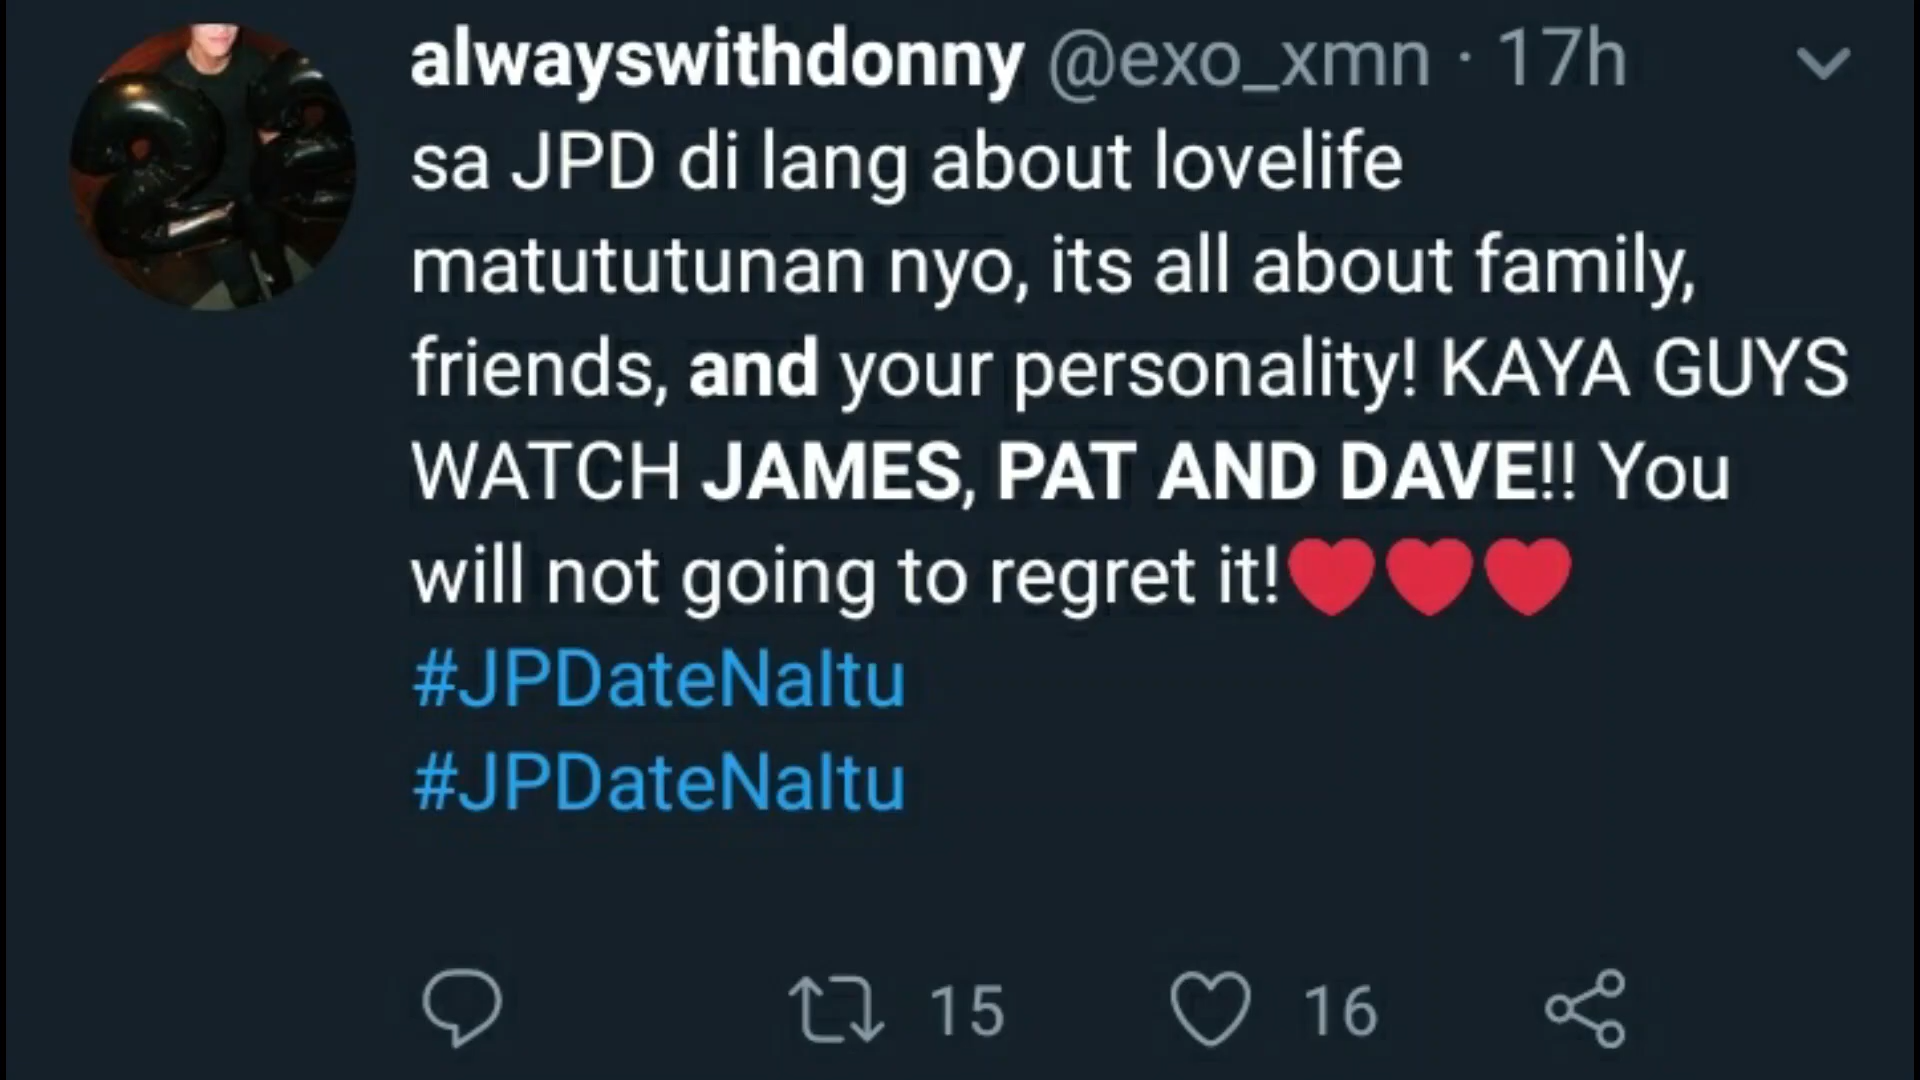 alwayswithdonny @exo_xmn · 17h
sa JPD di lang about lovelife
matututunan nyo, its all about family,
friends, and your personality! KAYA GUYS
WATCH JAMES, PAT AND DAVE!! You
will not going to regret it!❤❤❤
#JPDateNaItu
#JPDateNaItu
15 16